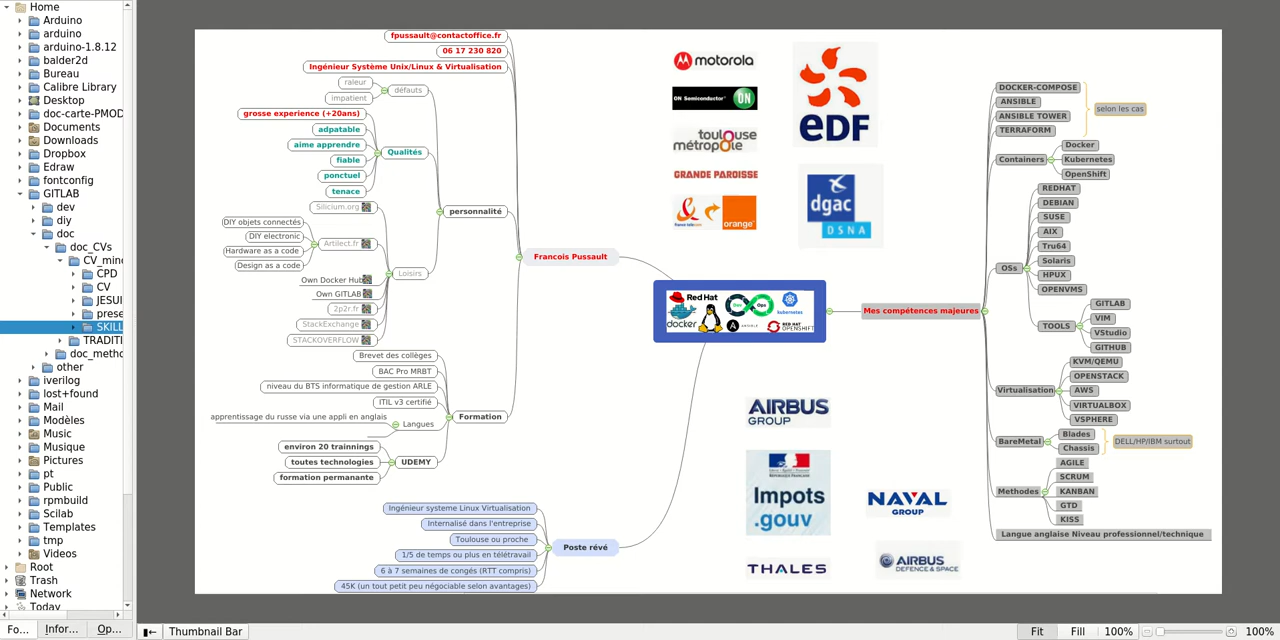 Home
Arduino
arduino
arduino-1.8.12
balder2d
Bureau
Calibre Library
Desktop
doc-carte-PMOD
Documents
Downloads
Dropbox
Edraw
fontconfig
GITLAB
dev
diy
doc
doc_CVs
CV_mind
CPD
CV
JESUI
prese
SKILL
TRADITI
doc_metho
other
iverilog
lost+found
Mail
Modèles
Music
Musique
Pictures
pt
Public
rpmbuild
Scilab
Templates
tmp
Videos
Root
Trash
Network
Today
Fo...
Infor...
Op...
fpussault@contactoffice.fr
06 17 230 820
Ingénieur Système Unix/Linux & Virtualisation
raleur
impatient
défauts
grosse experience (+20ans)
adpatable
aime apprendre
fiable
ponctuel
tenace
Qualités
personnalité
Silicium.org
DIY objets connectés
DIY electronic
Hardware as a code
Design as a code
Artilect.fr
Own Docker Hub
Own GITLAB
2p2r.fr
StackExchange
STACKOVERFLOW
Loisirs
Francois Pussault
Brevet des collèges
BAC Pro MRBT
niveau du BTS informatique de gestion ARLE
ITIL v3 certifié
apprentissage du russe via une appli en anglais
Langues
Formation
environ 20 trainnings
toutes technologies
formation permanante
UDEMY
Ingénieur systeme Linux Virtualisation
Internalisé dans l'entreprise
Toulouse ou proche
1/5 de temps ou plus en télétravail
6 à 7 semaines de congés (RTT compris)
45K (un tout petit peu négociable selon avantages)
Poste rêvé
motorola
ON Semiconductor
ON
toulouse
métropole
GRANDE PAROISSE
france telecom
orange
eDF
dgac
DSNA
Red Hat
Dev
Ops
kubernetes
docker
ANSIBLE
RED HAT
OPENSHIFT
AIRBUS
GROUP
Impots
.gouv
NAVAL
GROUP
THALES
AIRBUS
DEFENCE & SPACE
Mes compétences majeures
DOCKER-COMPOSE
ANSIBLE
ANSIBLE TOWER
TERRAFORM
selon les cas
Containers
Docker
Kubernetes
OpenShift
OSs
REDHAT
DEBIAN
SUSE
AIX
Tru64
Solaris
HPUX
OPENVMS
TOOLS
GITLAB
VIM
VStudio
GITHUB
Virtualisation
KVM/QEMU
OPENSTACK
AWS
VIRTUALBOX
VSPHERE
BareMetal
Blades
Chassis
DELL/HP/IBM surtout
Methodes
AGILE
SCRUM
KANBAN
GTD
KISS
Langue anglaise Niveau professionnel/technique
Thumbnail Bar
Fit
Fill
100%
100%